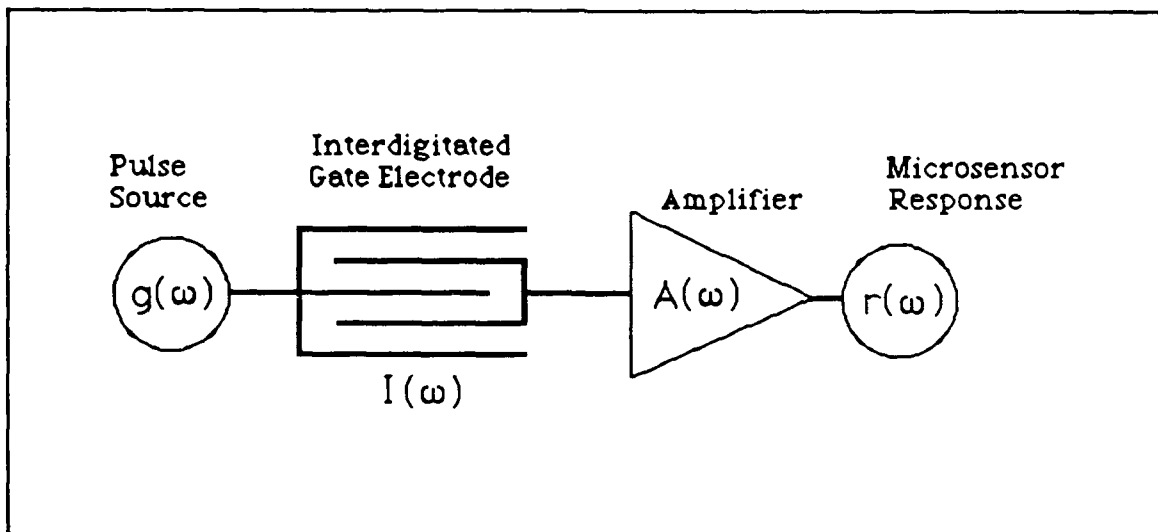 Pulse
Source
Interdigitated
Gate Electrode
Amplifier
Microsensor
Response
g(ω)
A(ω)
r(ω)
I(ω)